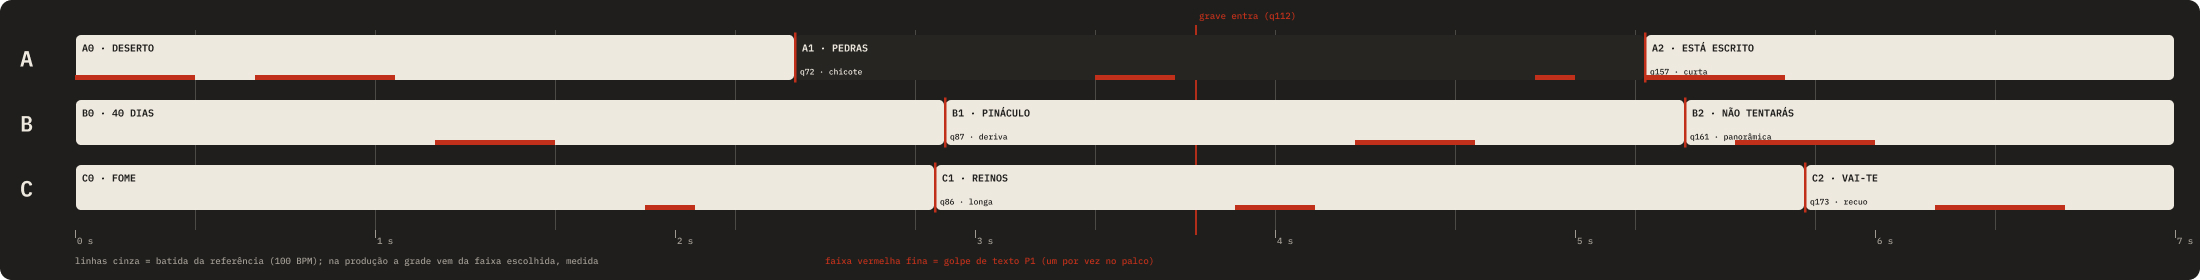 grave entra (q112)
A
A0 · DESERTO
A1 · PEDRAS
q72 · chicote
A2 · ESTÁ ESCRITO
q157 · curta
B
B0 · 40 DIAS
B1 · PINÁCULO
q87 · deriva
B2 · NÃO TENTARÁS
q161 · panorâmica
C
C0 · FOME
C1 · REINOS
q86 · longa
C2 · VAI-TE
q173 · recuo
0 s
1 s
2 s
3 s
4 s
5 s
6 s
7 s
linhas cinza = batida da referência (100 BPM); na produção a grade vem da faixa escolhida, medida
faixa vermelha fina = golpe de texto P1 (um por vez no palco)